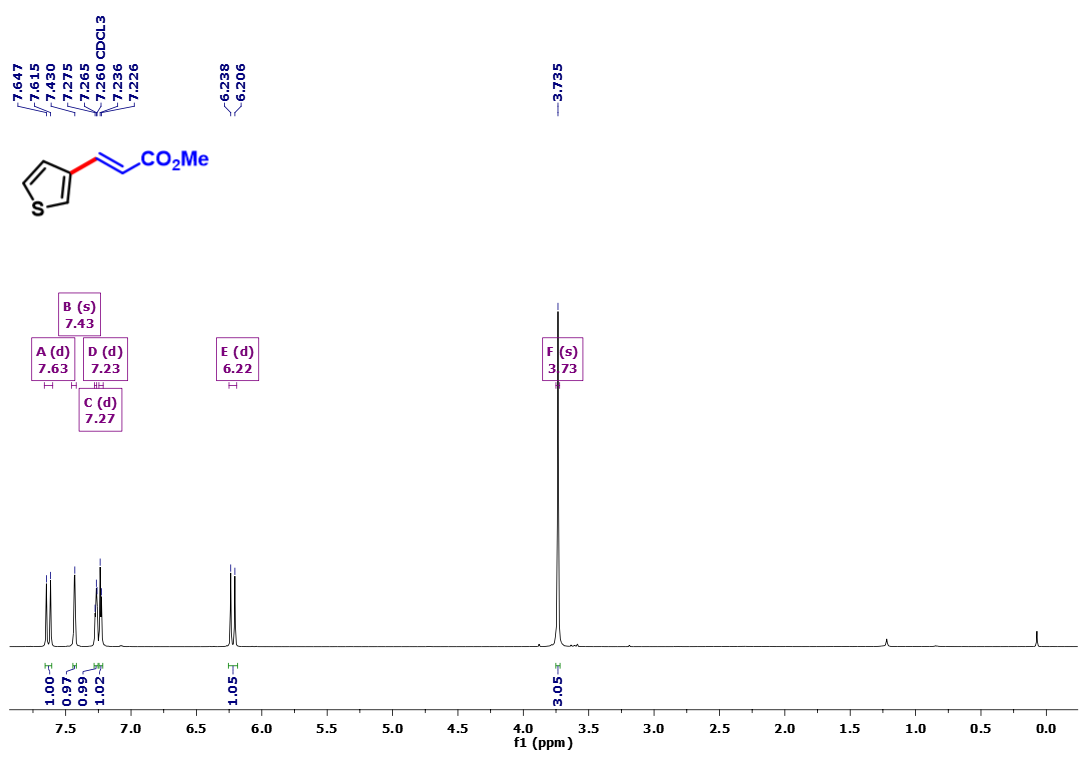 7.647
7.615
7.430
7.275
7.265
7.260 CDCL3
7.236
7.226
6.238
6.206
3.735
CO2Me
S
B (s)
7.43
A (d)
7.63
D (d)
7.23
E (d)
6.22
F (s)
3.73
C (d)
7.27
1.00
0.97
0.99
1.02
1.05
3.05
7.5 7.0 6.5 6.0 5.5 5.0 4.5 4.0 3.5 3.0 2.5 2.0 1.5 1.0 0.5 0.0
f1 (ppm)